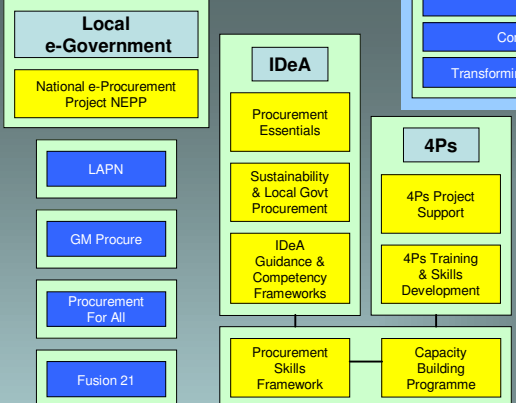 Local
e-Government
National e-Procurement
Project NEPP
LAPN
GM Procure
Procurement
For All
Fusion 21
IDeA
Procurement
Essentials
Sustainability
& Local Govt
Procurement
IDeA
Guidance &
Competency
Frameworks
4Ps
4Ps Project
Support
4Ps Training
& Skills
Development
Procurement
Skills
Framework
Capacity
Building
Programme